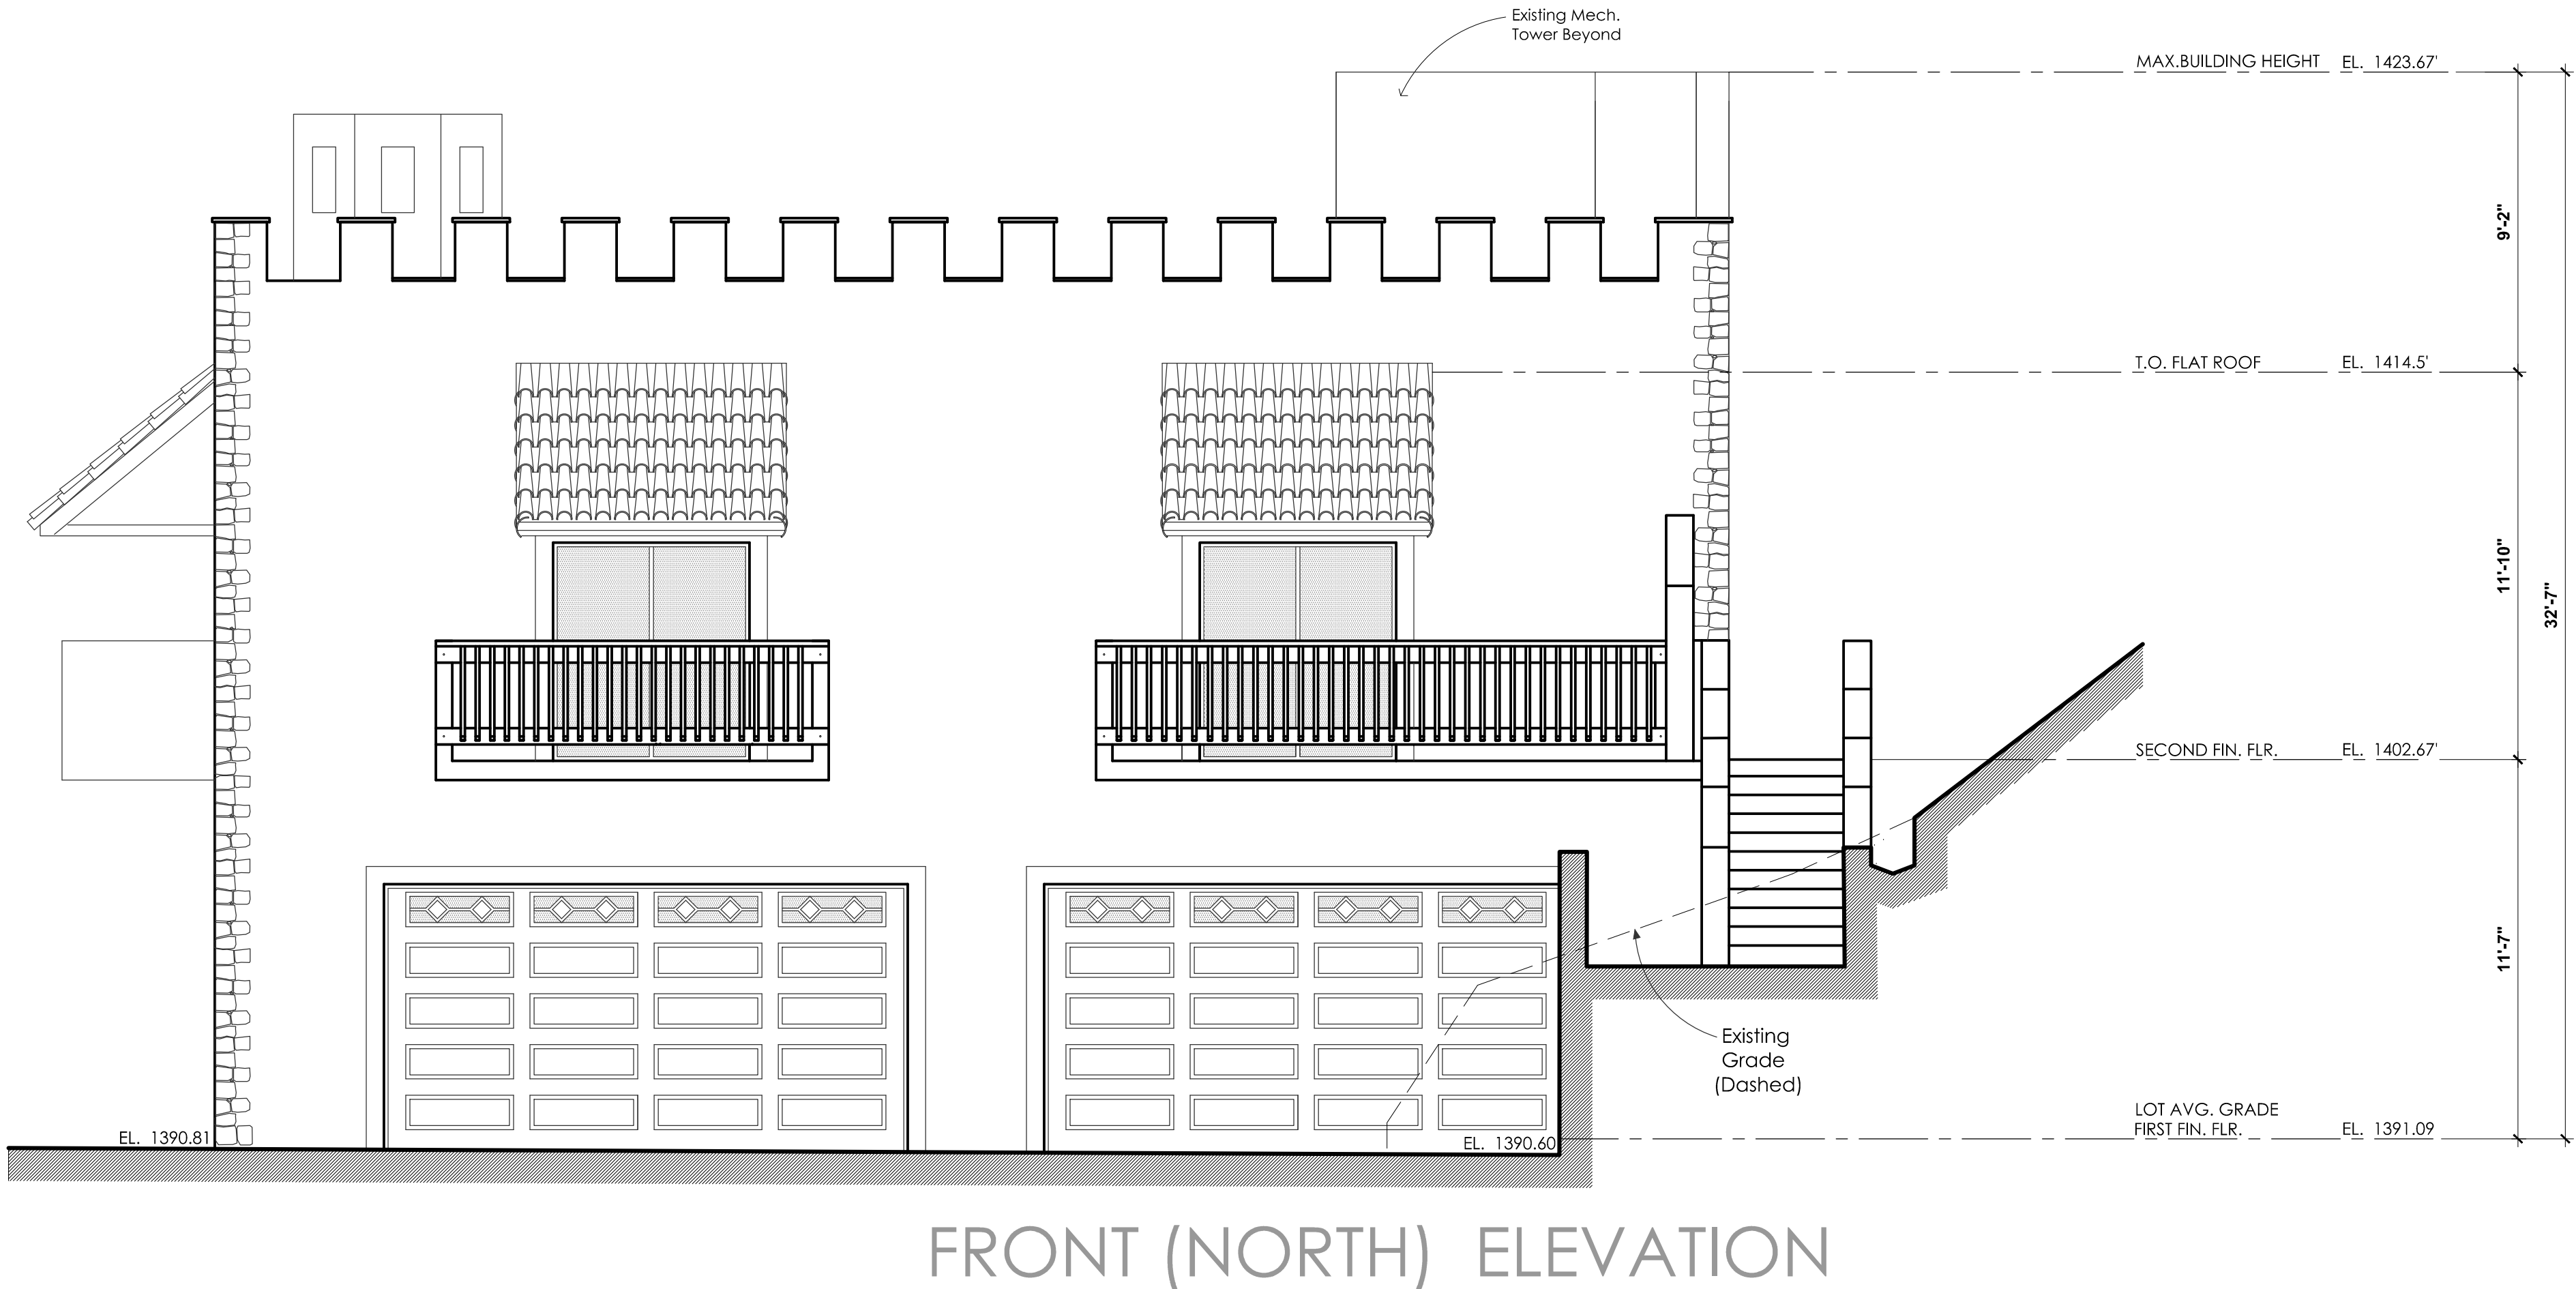 Existing Mech.
Tower Beyond
MAX.BUILDING HEIGHT EL. 1423.67'
9'-2"
T.O. FLAT ROOF EL. 1414.5'
11'-10"
32'-7"
SECOND FIN. FLR. EL. 1402.67'
11'-7"
Existing
Grade
(Dashed)
LOT AVG. GRADE
FIRST FIN. FLR. EL. 1391.09
EL. 1390.81
EL. 1390.60
FRONT (NORTH) ELEVATION